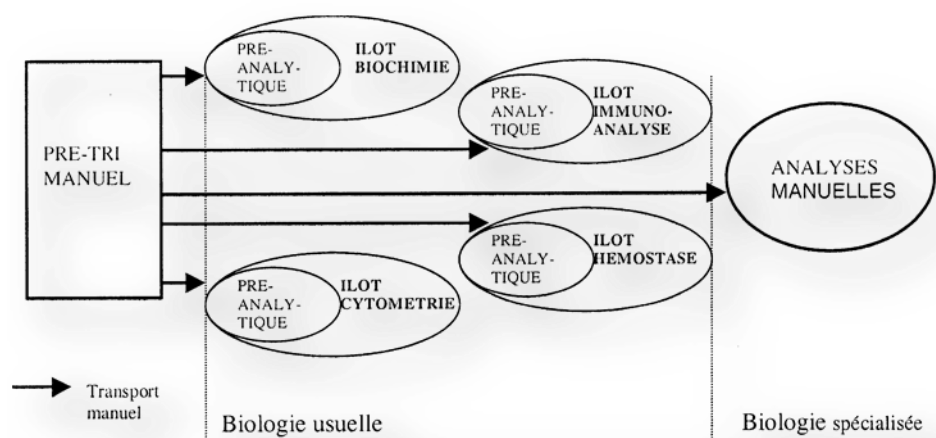 PRE-TRI
MANUEL
PRE-
ANALY-
TIQUE
ILOT
BIOCHIMIE
PRE-
ANALY-
TIQUE
ILOT
IMMUNO-
ANALYSE
ANALYSES
MANUELLES
PRE-
ANALY-
TIQUE
ILOT
HEMOSTASE
PRE-
ANALY-
TIQUE
ILOT
CYTOMETRIE
Transport
manuel
Biologie usuelle
Biologie spécialisée